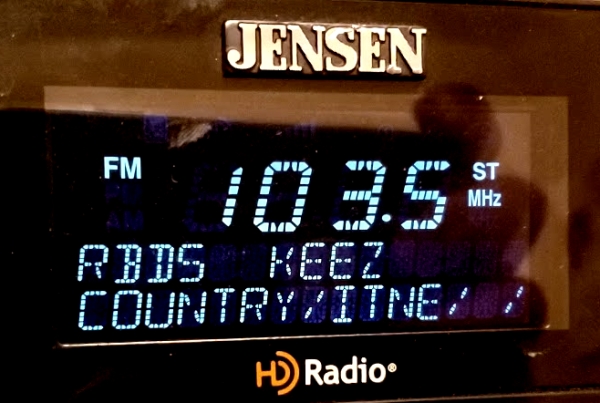 JENSEN
FM 103.5 ST
MHz
RBDS KEEZ
COUNTRY/ITNE/ /
HD Radio®